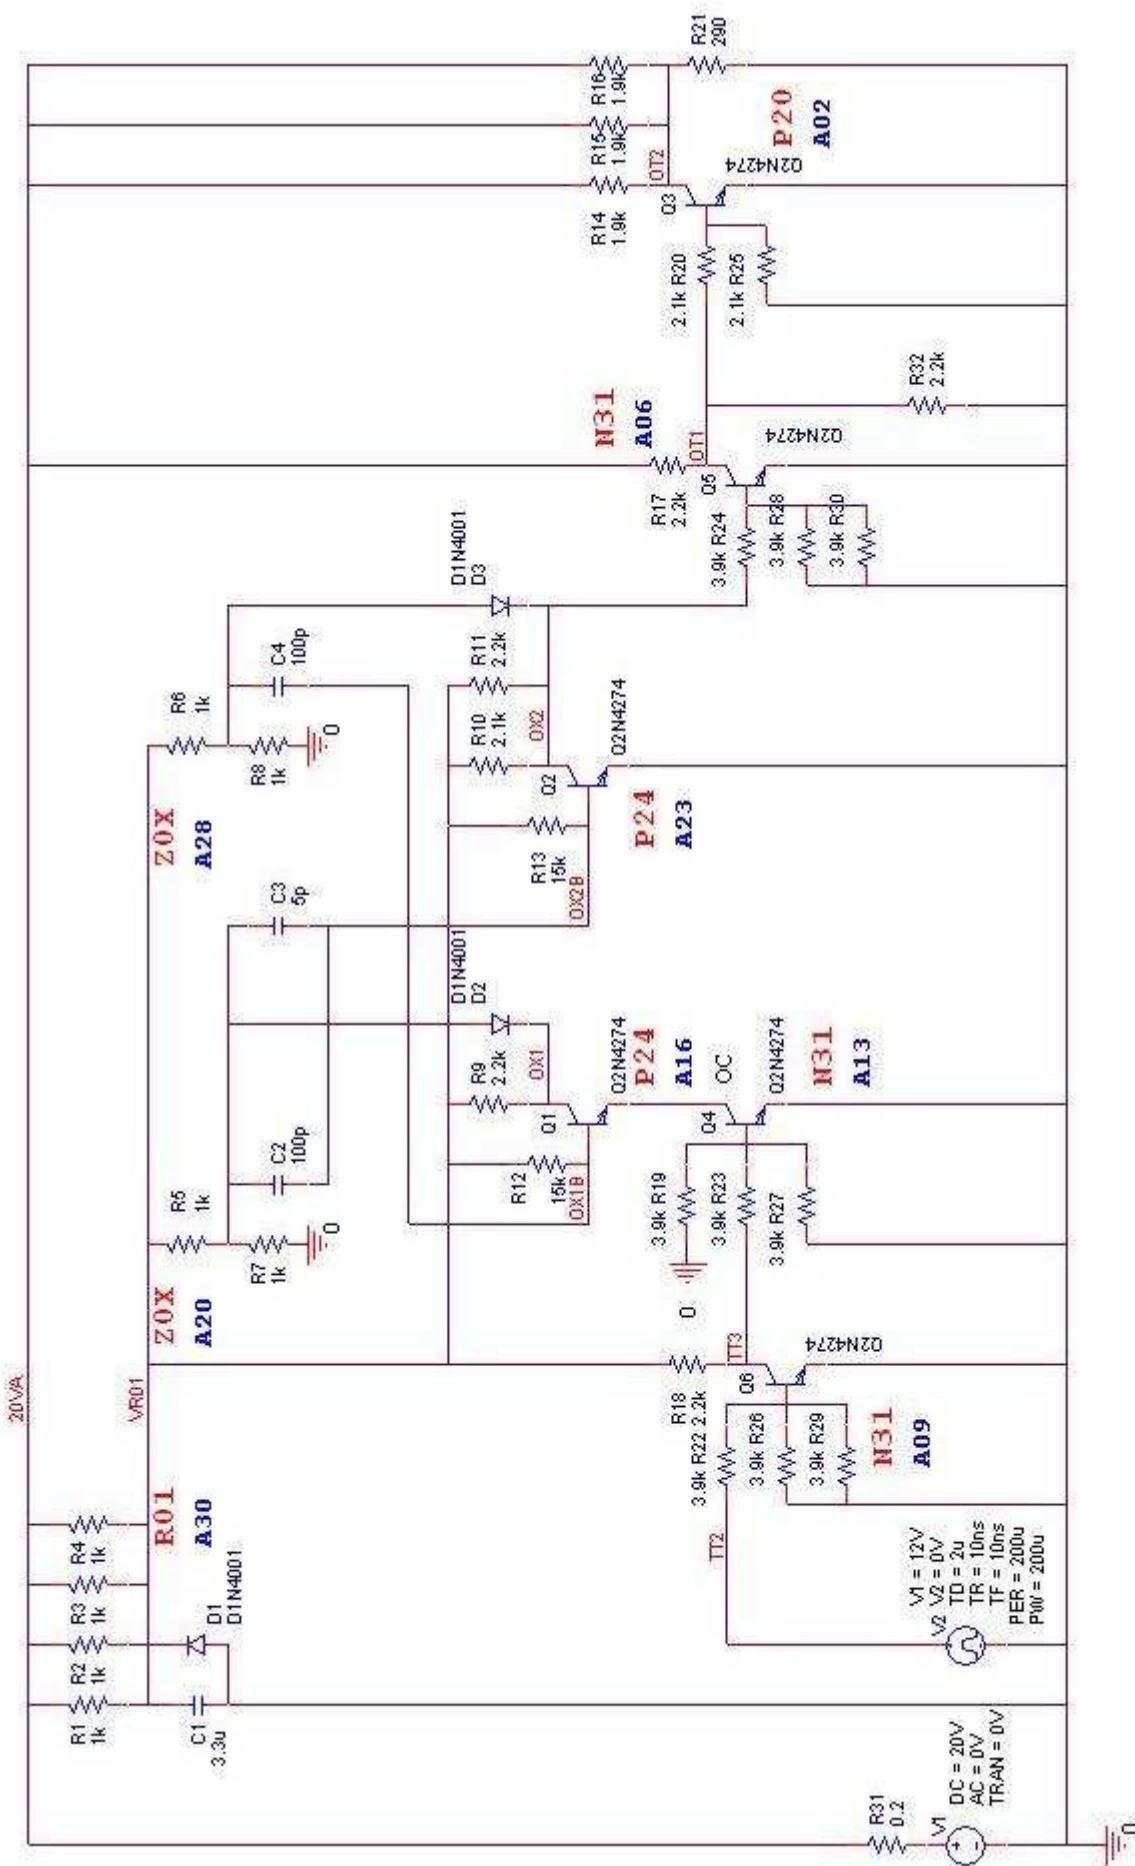 20VA
VR01
R1
1k
R2
1k
R3
1k
R4
1k
R01
A30
C1
3.3u
D1
D1N4001
Z0X
A20
R5
1k
R7
1k
0
C2
100p
C3
5p
Z0X
A28
R6
1k
R8
1k
0
C4
100p
R12
15k
OX1B
R9
2.2k
OX1
D1N4001
D2
Q1
Q2N4274
P24
A16
R13
15k
OX2B
R10
2.1k
R11
2.2k
OX2
D1N4001
D3
Q2
Q2N4274
P24
A23
OC
Q4
Q2N4274
N31
A13
3.9k R19
3.9k R23
3.9k R27
0
R18
2.2k
TT3
Q6
Q2N4274
3.9k R22
3.9k R26
3.9k R29
N31
A09
TT2
V1 = 12V
V2 = 0V
TD = 2u
TR = 10ns
TF = 10ns
PER = 200u
PW = 200u
V2
R31
0.2
V1
DC = 20V
AC = 0V
TRAN = 0V
0
N31
A06
R17
2.2k
OT1
Q5
Q2N4274
3.9k R24
3.9k R28
3.9k R30
R32
2.2k
2.1k R20
2.1k R25
R14
1.9k
R15
1.9k
R16
1.9k
OT2
Q3
Q2N4274
R21
290
P20
A02